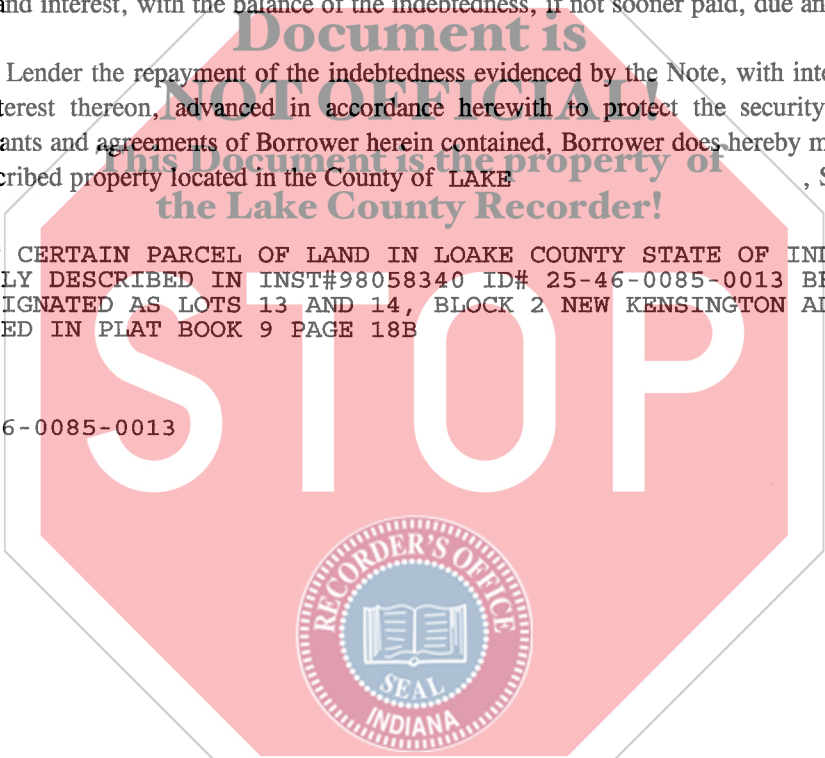 and interest, with the balance of the indebtedness, if not sooner paid, due an
Document is
Lender the repayment of the indebtedness evidenced by the Note, with int
NOT OFFICIAL!
terest thereon, advanced in accordance herewith to protect the security
ants and agreements of Borrower herein contained, Borrower does hereby m
This Document is the property of
cribed property located in the County of LAKE , S
the Lake County Recorder!
CERTAIN PARCEL OF LAND IN LOAKE COUNTY STATE OF IND
LY DESCRIBED IN INST#98058340 ID# 25-46-0085-0013 BE
IGNATED AS LOTS 13 AND 14, BLOCK 2 NEW KENSINGTON AD
ED IN PLAT BOOK 9 PAGE 18B
6-0085-0013
STOP
RECORDER'S OFFICE
SEAL
INDIANA